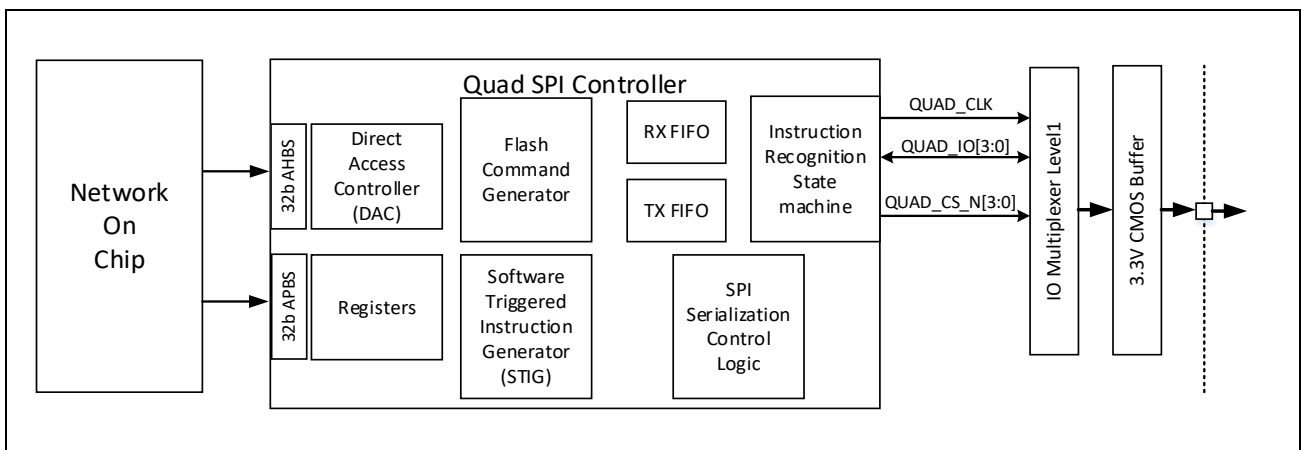 Network
On
Chip
Quad SPI Controller
32b AHBS
Direct
Access
Controller
(DAC)
Flash
Command
Generator
RX FIFO
TX FIFO
Instruction
Recognition
State
machine
32b APBS
Registers
Software
Triggered
Instruction
Generator
(STIG)
SPI
Serialization
Control
Logic
QUAD_CLK
QUAD_IO[3:0]
QUAD_CS_N[3:0]
IO Multiplexer Level1
3.3V CMOS Buffer